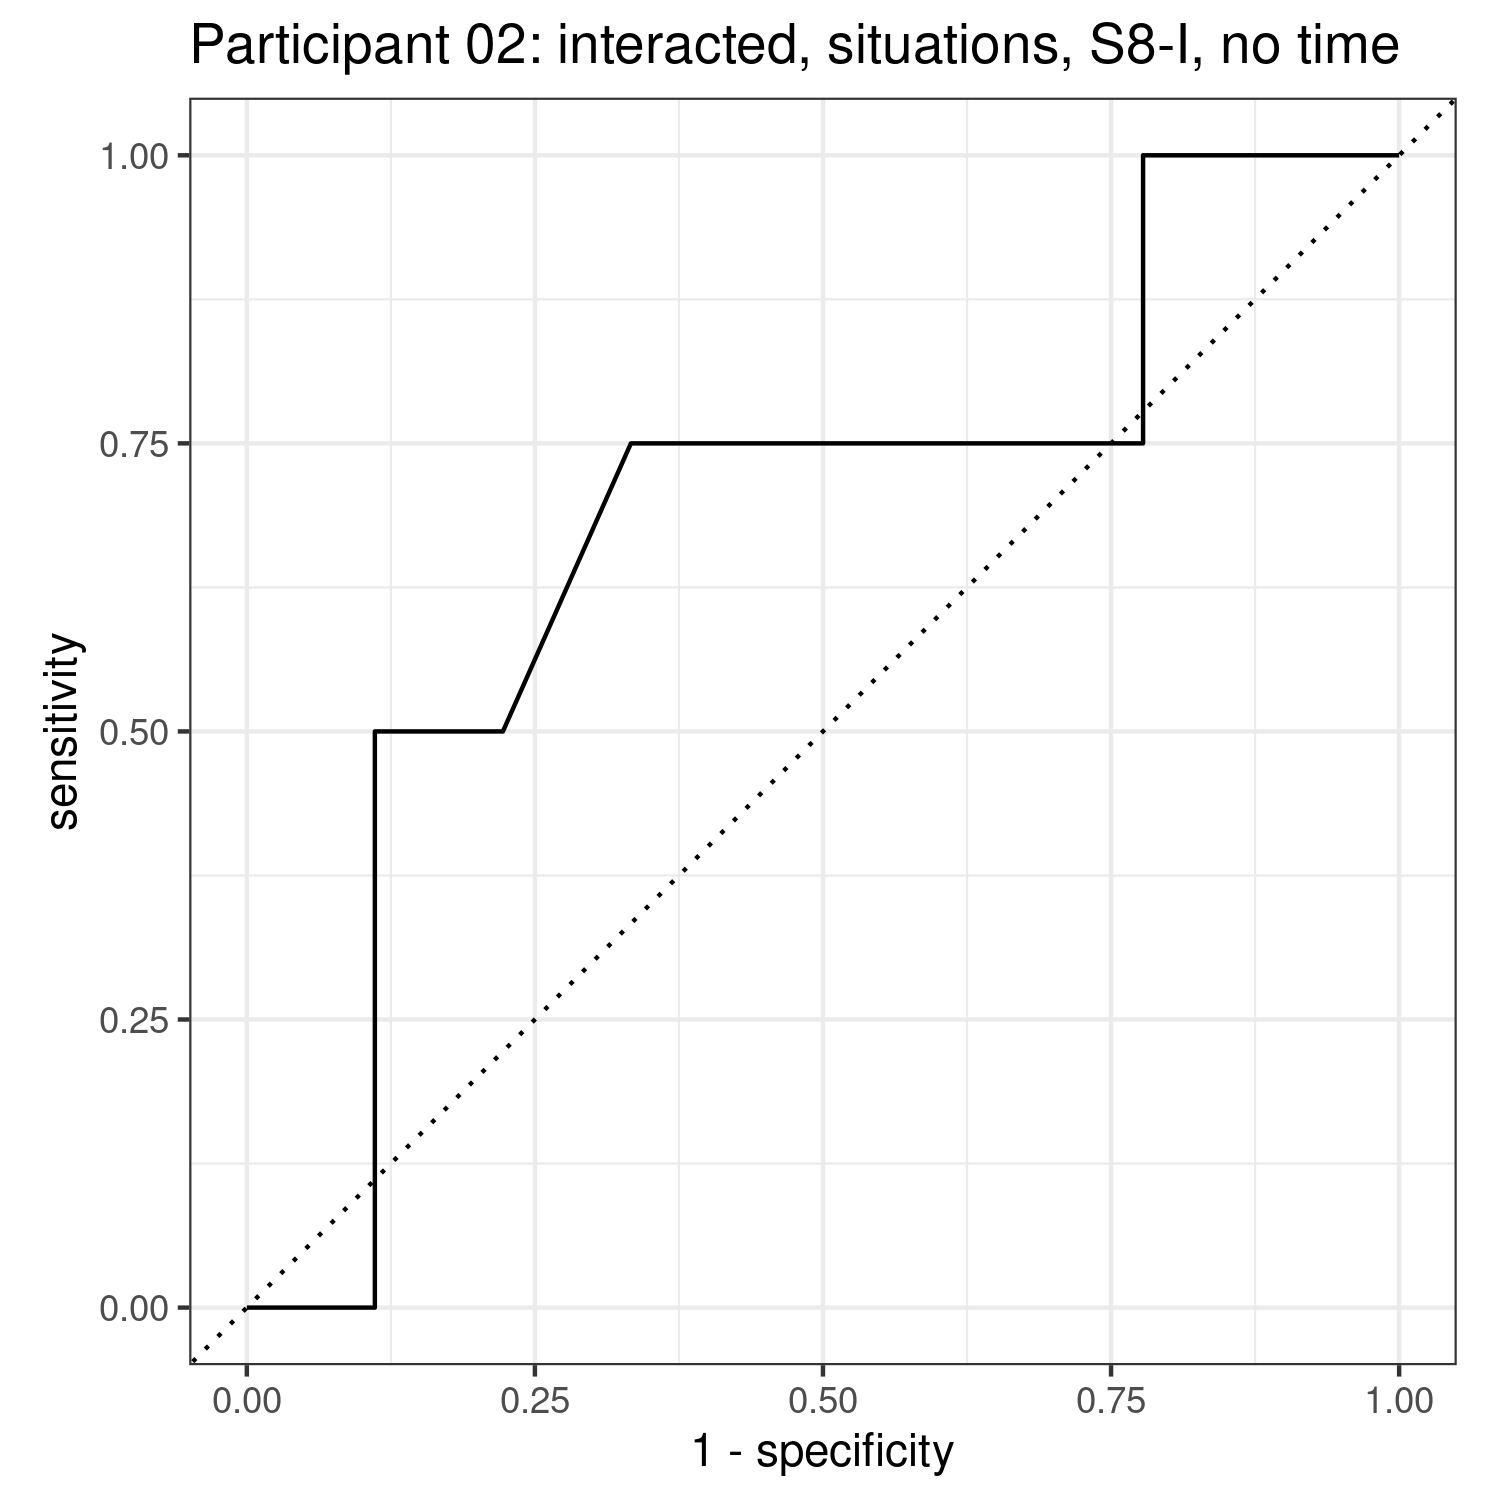 Participant 02: interacted, situations, S8-I, no time
sensitivity
1.00
0.75
0.50
0.25
0.00
0.00 0.25 0.50 0.75 1.00
1 - specificity